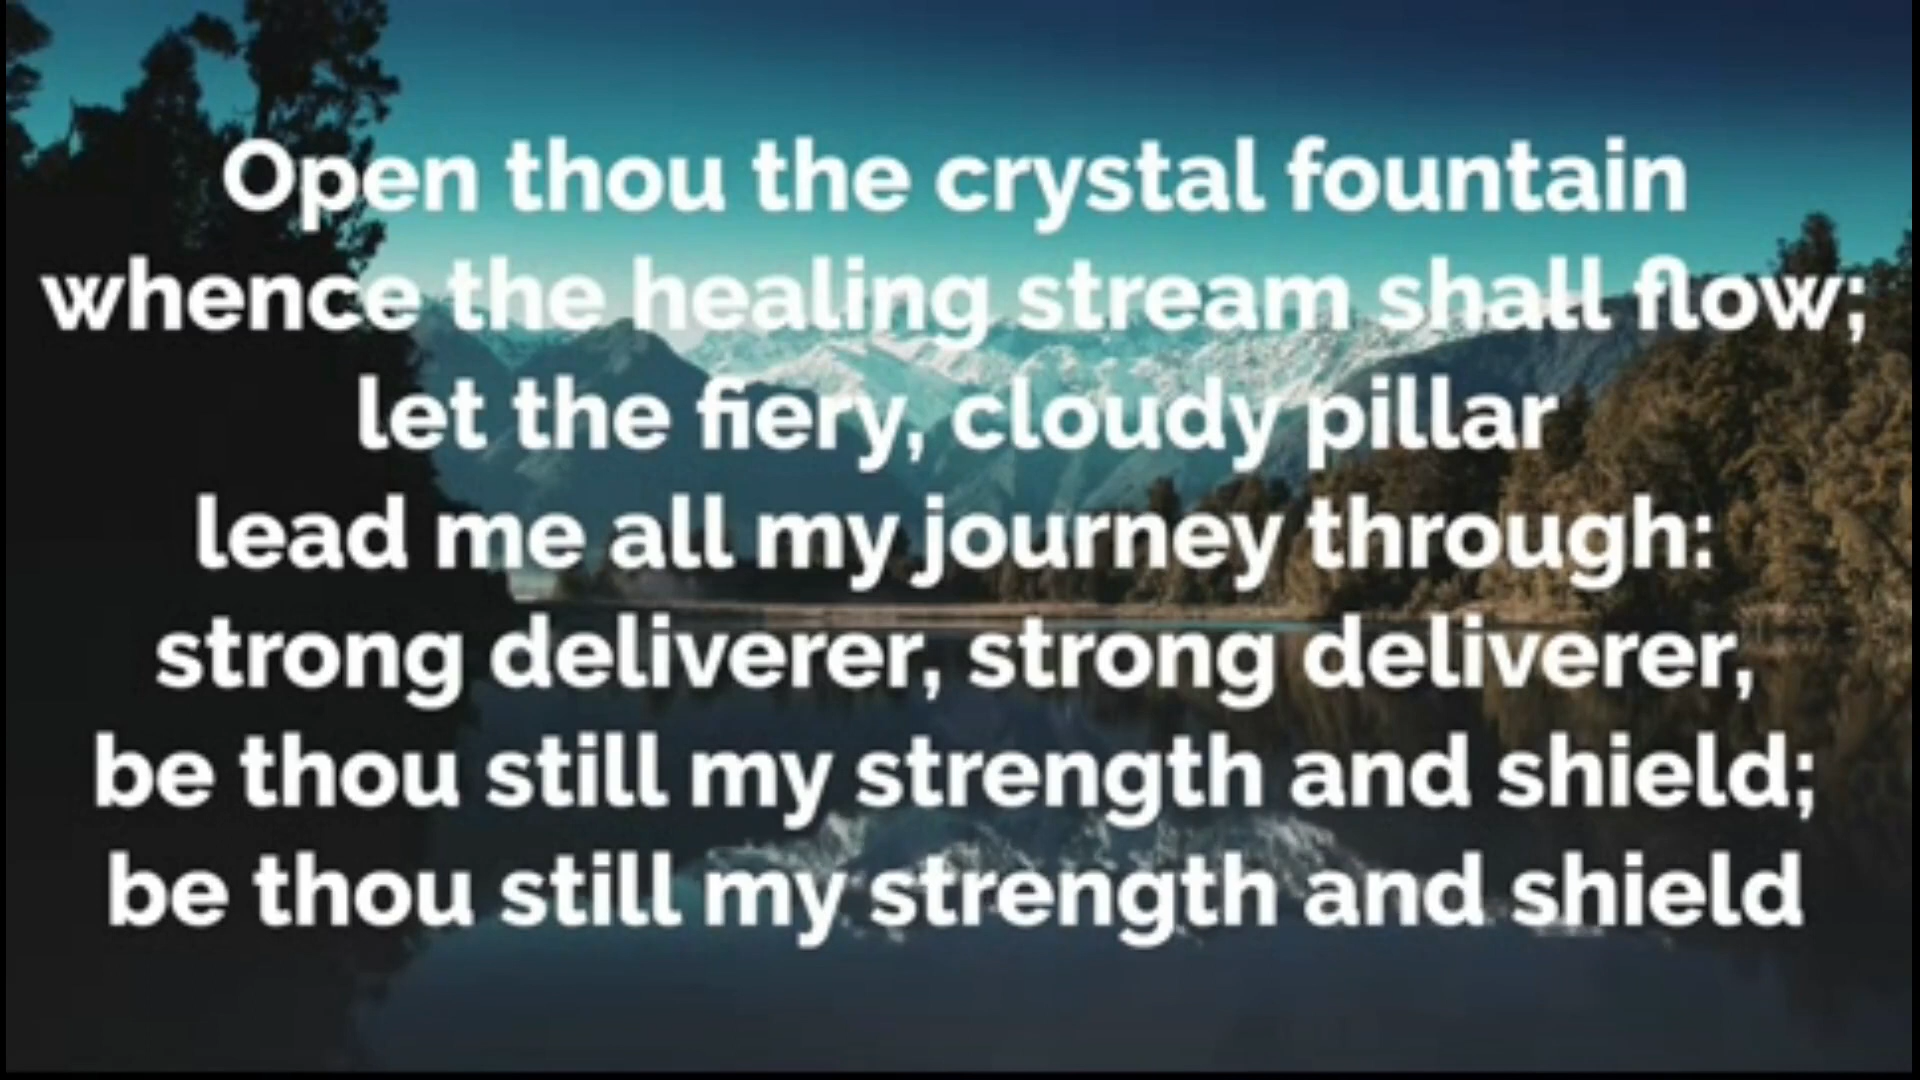 Open thou the crystal fountain
whence the healing stream shall flow;
let the fiery, cloudy pillar
lead me all my journey through:
strong deliverer, strong deliverer,
be thou still my strength and shield;
be thou still my strength and shield